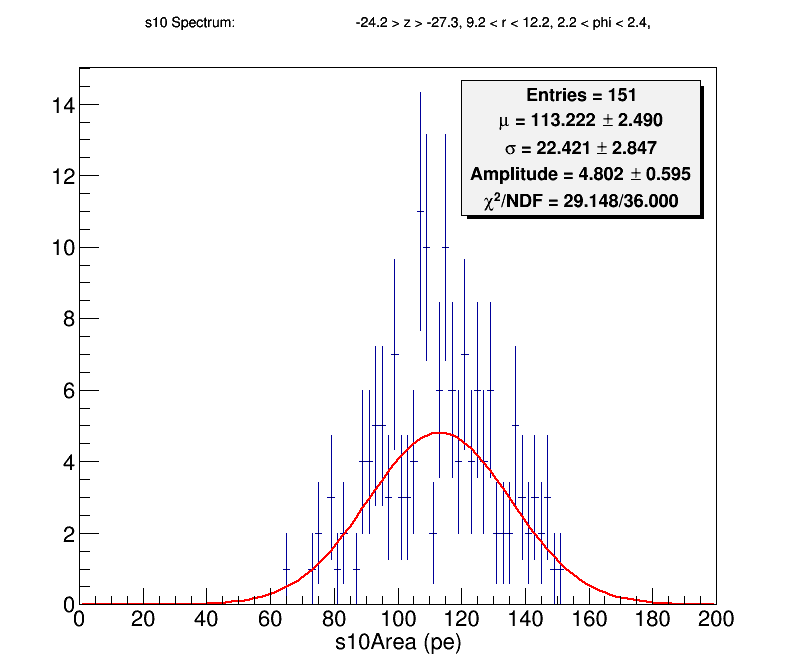 s10 Spectrum: -24.2 > z > -27.3, 9.2 < r < 12.2, 2.2 < phi < 2.4,
Entries = 151
μ = 113.222 ± 2.490
σ = 22.421 ± 2.847
Amplitude = 4.802 ± 0.595
χ²/NDF = 29.148/36.000
14
12
10
8
6
4
2
0
0 20 40 60 80 100 120 140 160 180 200
s10Area (pe)